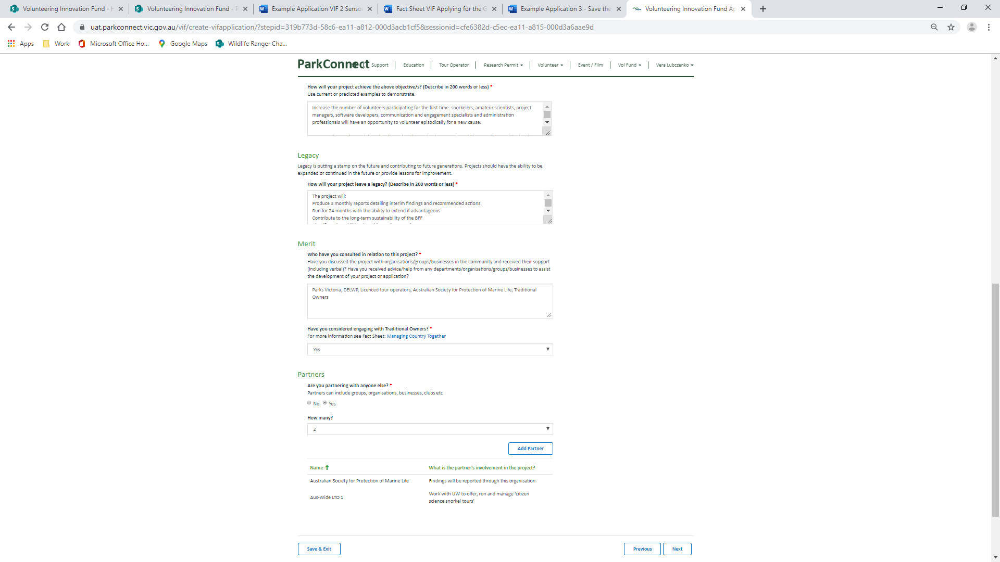 Volunteering Innovation Fund - H
Volunteering Innovation Fund - P
Example Application VIF 2 Senso
Fact Sheet VIF Applying for the G
Example Application 3 - Save the
Volunteering Innovation Fund Ap
uat.parkconnect.vic.gov.au/vif/create-vifapplication/?stepid=319b773d-58c6-ea11-a812-000d3acb1cf5&sessionid=cfe6382d-c5ec-ea11-a815-000d3a6aae9d
Apps Work Microsoft Office Ho... Google Maps Wildlife Ranger Cha...
ParkConnect Support Education Tour Operator Research Permit Volunteer Event / Film Vol Fund Vera Lubczenko
How will your project achieve the above objective/s? (Describe in 200 words or less) *
Use current or predicted examples to demonstrate.
Increase the number of volunteers participating for the first time: snorkelers, amateur scientists, project
managers, software developers, communication and engagement specialists and administration
professionals will have an opportunity to volunteer episodically for a new cause.
Legacy
Legacy is putting a stamp on the future and contributing to future generations. Projects should have the ability to be
expanded or continued in the future or provide lessons for improvement.
How will your project leave a legacy? (Describe in 200 words or less) *
The project will:
Produce 3 monthly reports detailing interim findings and recommended actions
Run for 24 months with the ability to extend if advantageous
Contribute to the long-term sustainability of the BFF
Merit
Who have you consulted in relation to this project? *
Have you discussed the project with organisations/groups/businesses in the community and received their support
(including verbal)? Have you received advice/help from any departments/organisations/groups/businesses to assist
the development of your project or application?
Parks Victoria, DELWP, Licenced tour operators, Australian Society for Protection of Marine Life, Traditional
Owners
Have you considered engaging with Traditional Owners? *
For more information see Fact Sheet: Managing Country Together
Yes
Partners
Are you partnering with anyone else? *
Partners can include groups, organisations, businesses, clubs etc
No Yes
How many?
2
Add Partner
Name What is the partner's involvement in the project?
Australian Society for Protection of Marine Life Findings will be reported through this organisation
Aus-Wide LTO 1 Work with UW to offer, run and manage 'citizen
science snorkel tours'
Save & Exit Previous Next